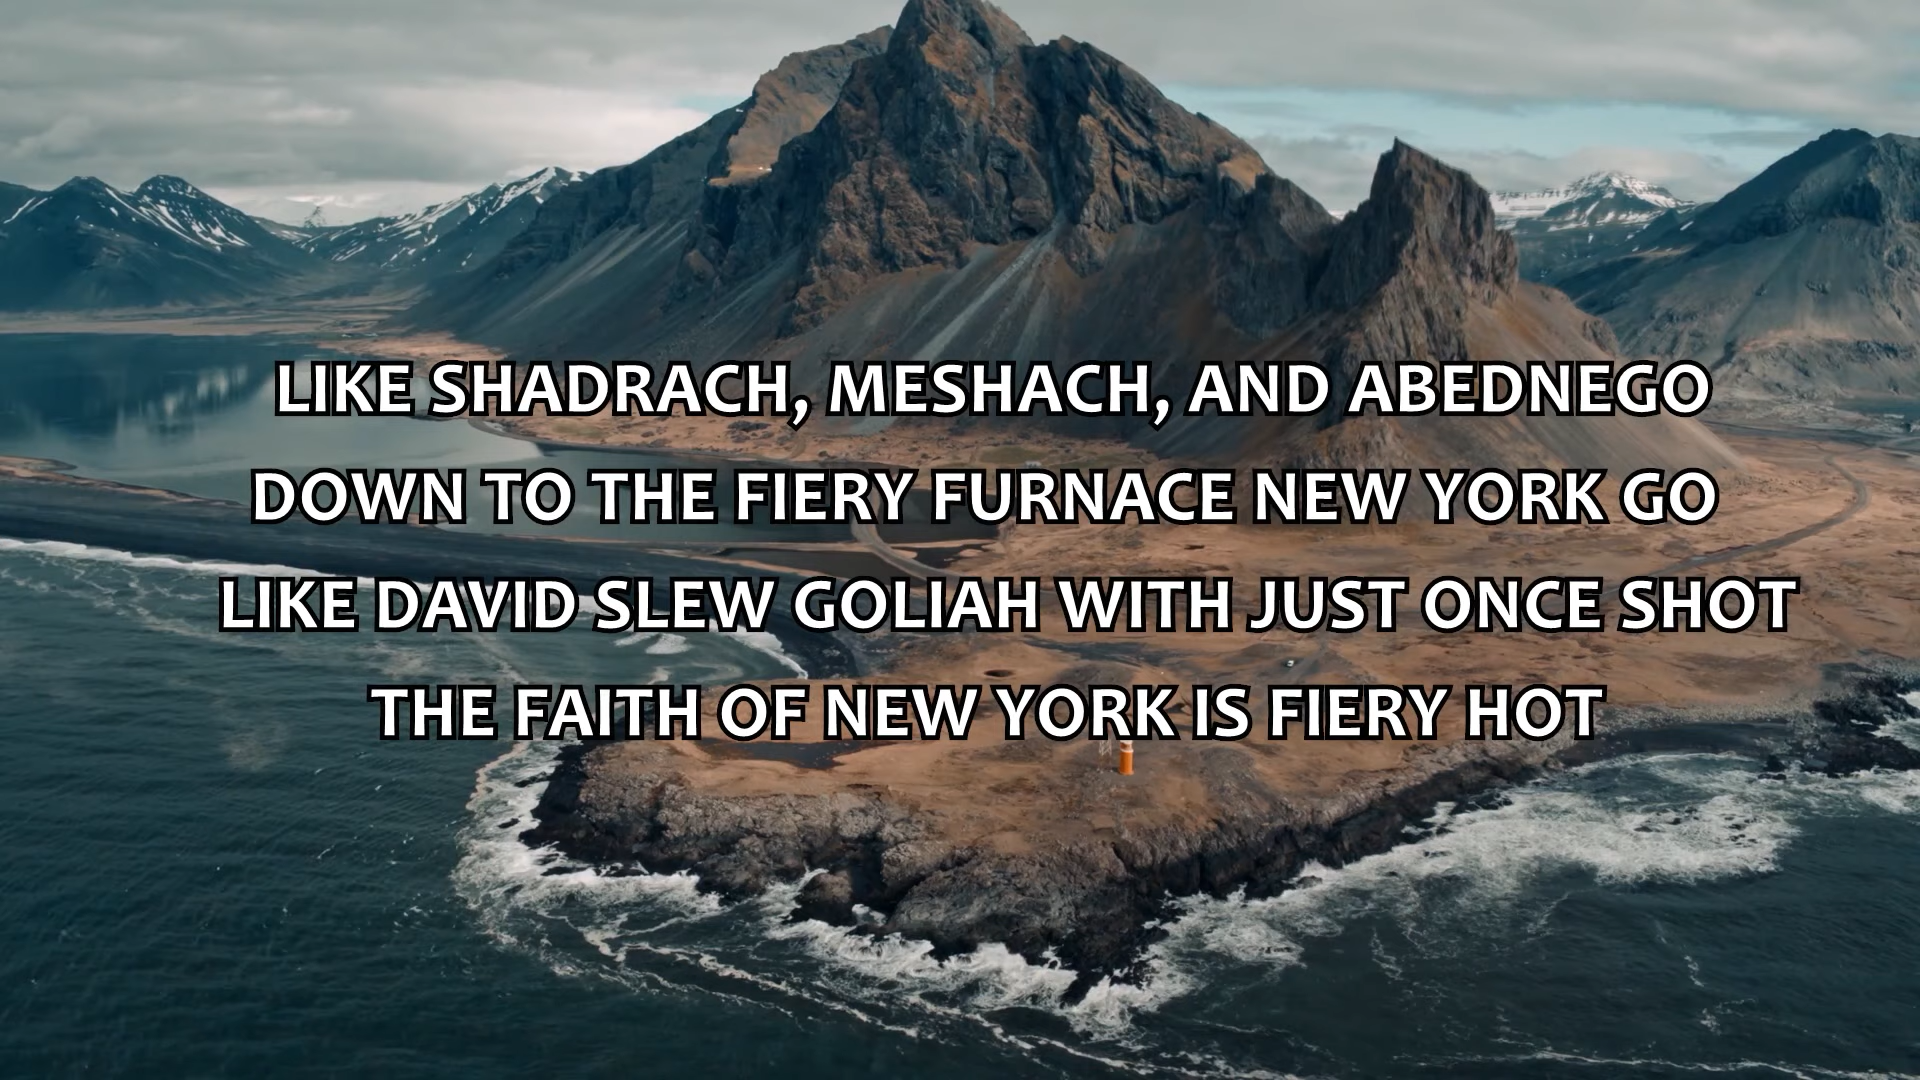 LIKE SHADRACH, MESHACH, AND ABEDNEGO
DOWN TO THE FIERY FURNACE NEW YORK GO
LIKE DAVID SLEW GOLIAH WITH JUST ONCE SHOT
THE FAITH OF NEW YORK IS FIERY HOT